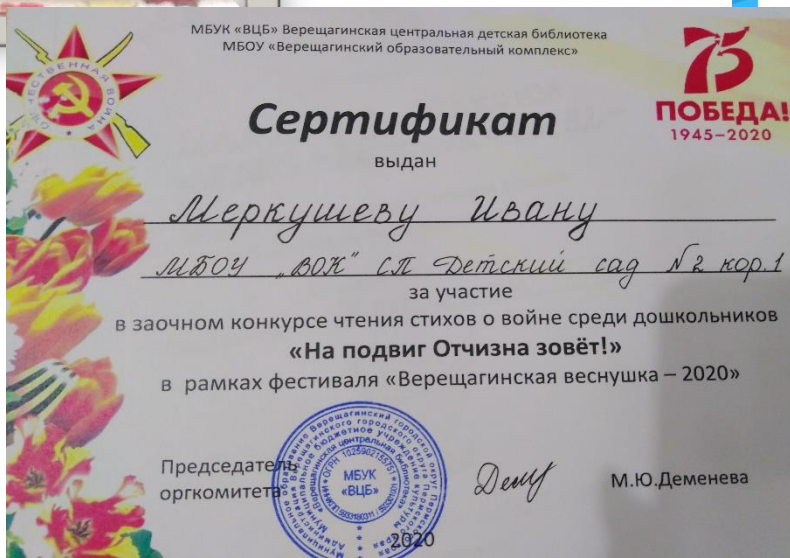 МБУК «ВЦБ» Верещагинская центральная детская библиотека
МБОУ «Верещагинский образовательный комплекс»
ОТЕЧЕСТВЕННАЯ ВОЙНА
75
ПОБЕДА!
1945–2020
Сертификат
выдан
Меркушеву Ивану
МБОУ „ВОК" СП Детский сад №2 кор.1
за участие
в заочном конкурсе чтения стихов о войне среди дошкольников
«На подвиг Отчизна зовёт!»
в рамках фестиваля «Верещагинская веснушка – 2020»
Председатель
оргкомитета
МБУК
«ВЦБ»
М.Ю.Деменева
2020